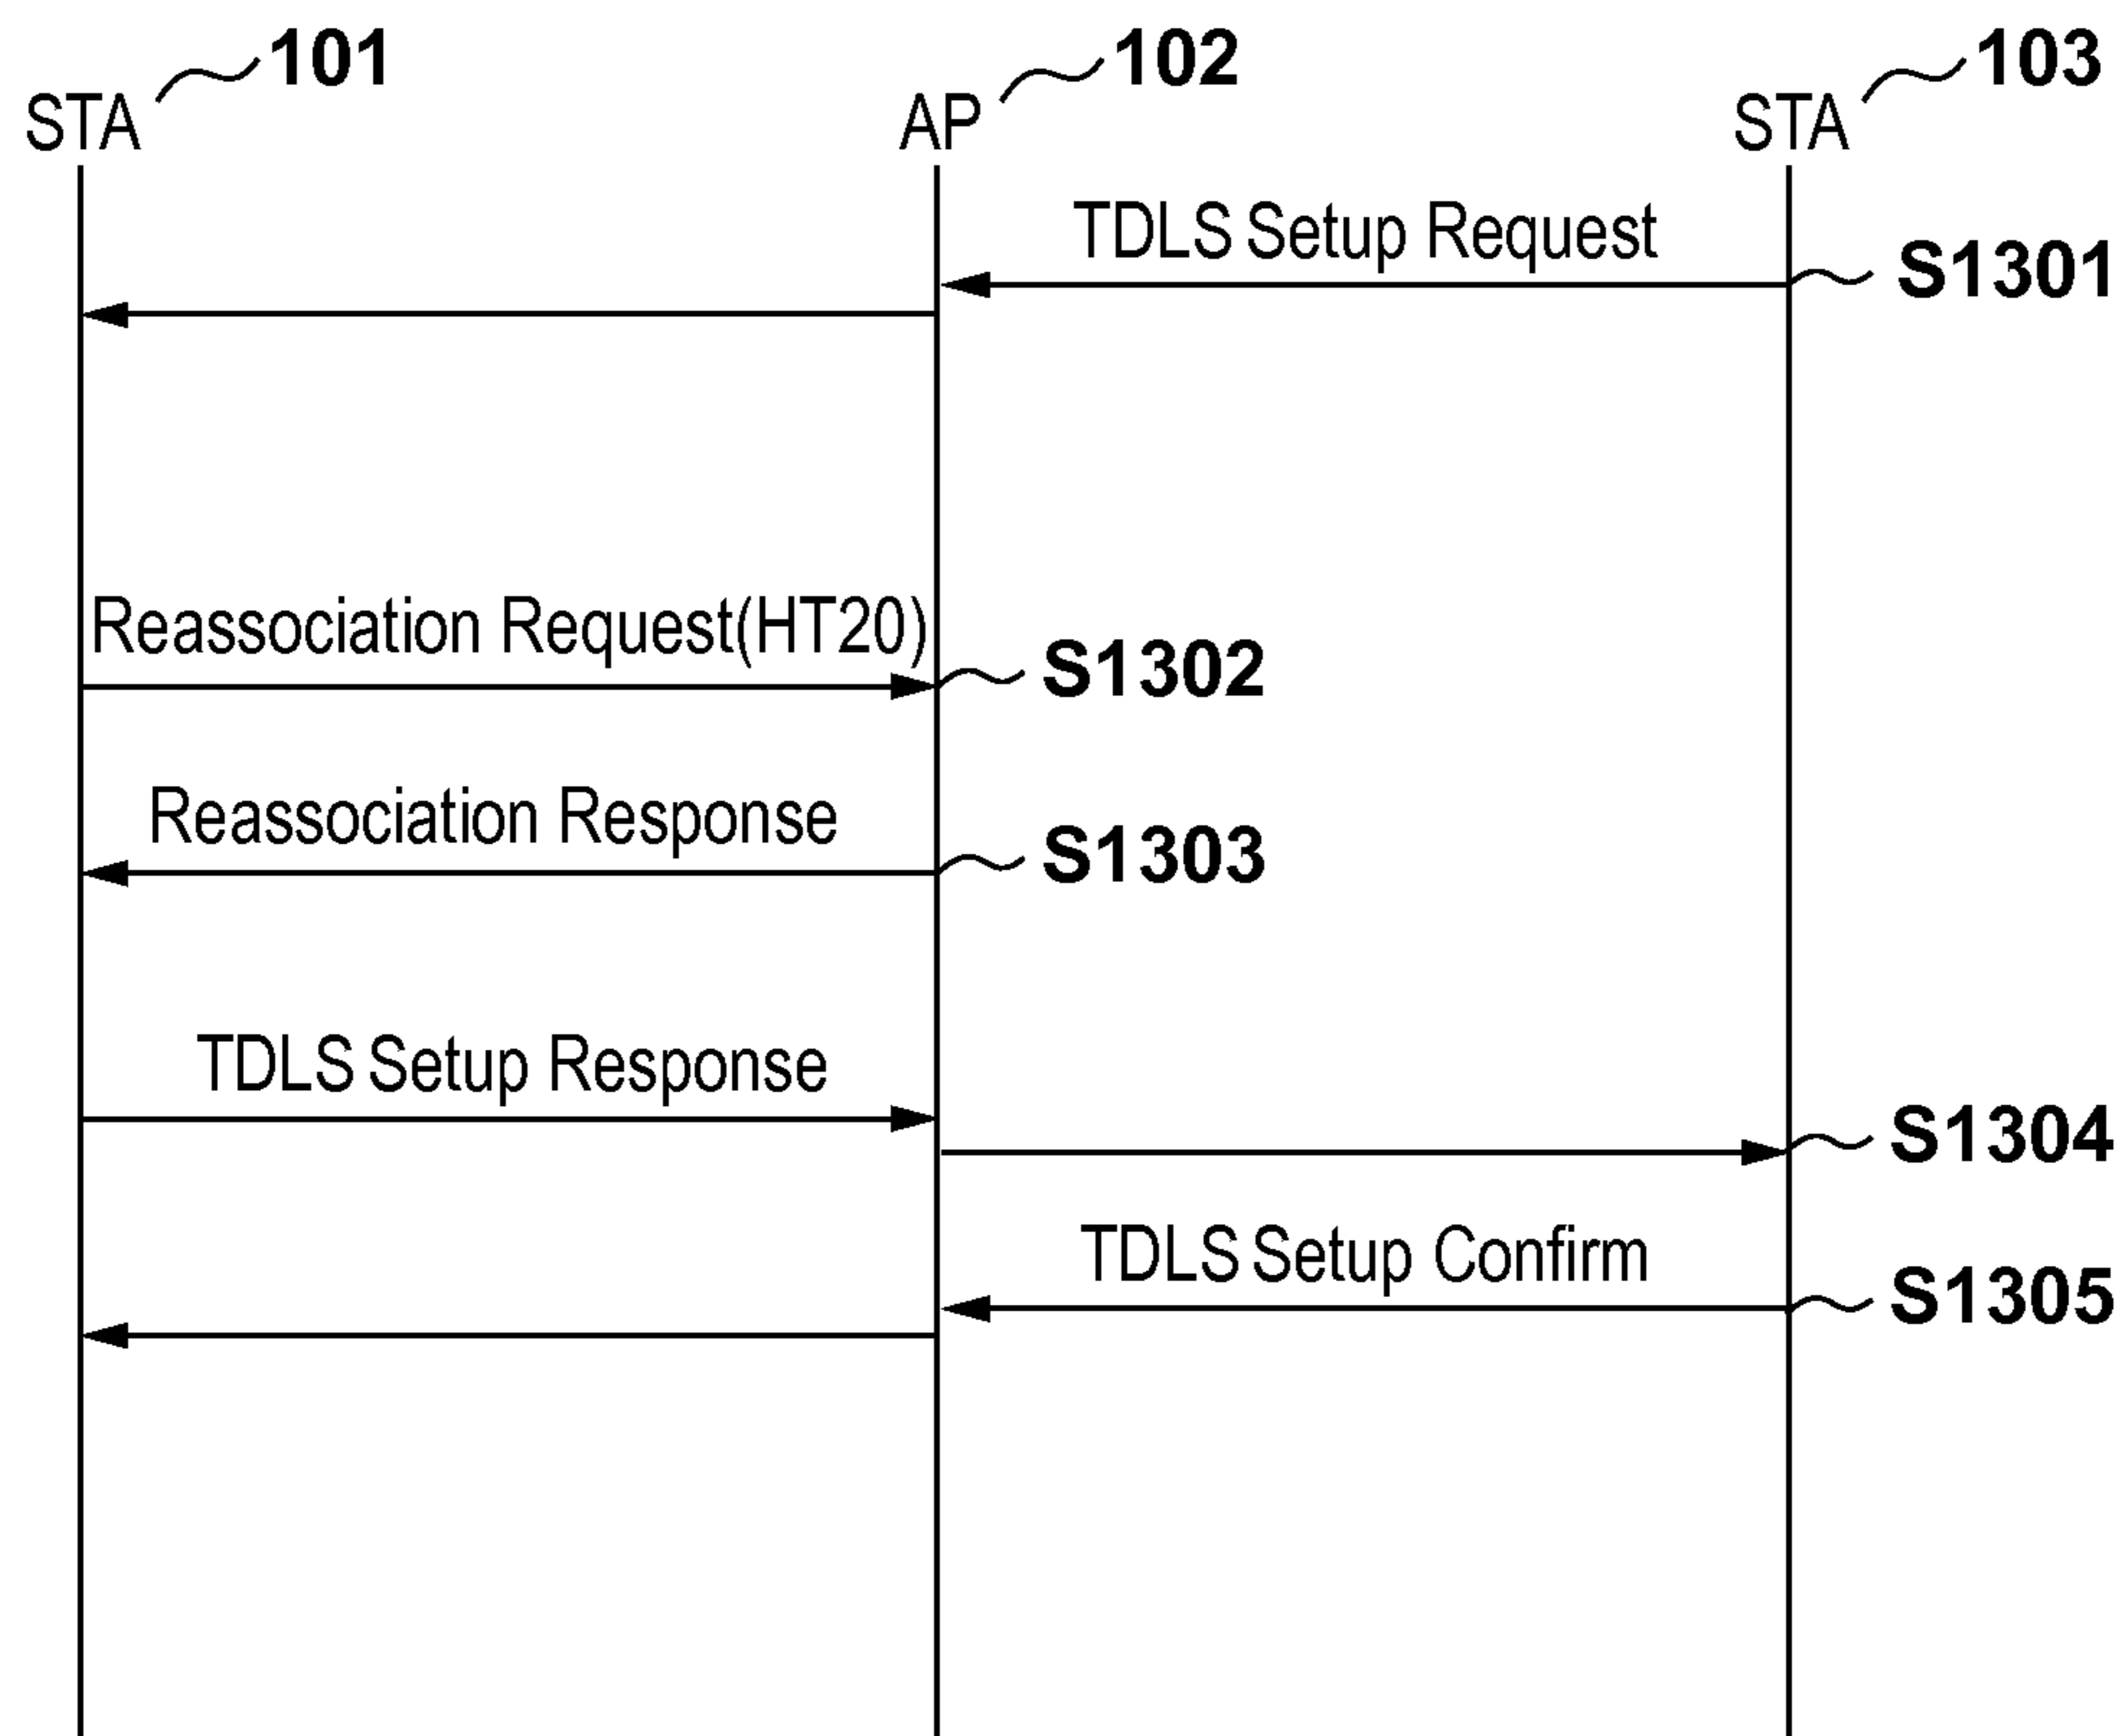 101
102
103
STA
AP
STA
TDLS Setup Request
S1301
Reassociation Request(HT20)
S1302
Reassociation Response
S1303
TDLS Setup Response
S1304
TDLS Setup Confirm
S1305